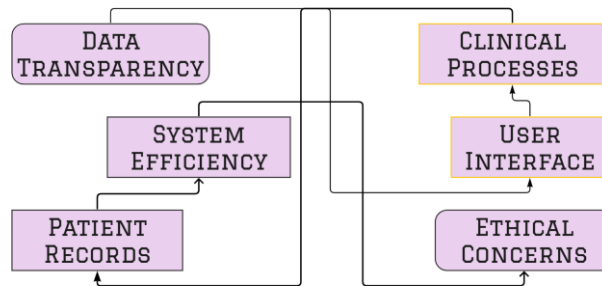 DATA
TRANSPARENCY
CLINICAL
PROCESSES
SYSTEM
EFFICIENCY
USER
INTERFACE
PATIENT
RECORDS
ETHICAL
CONCERNS